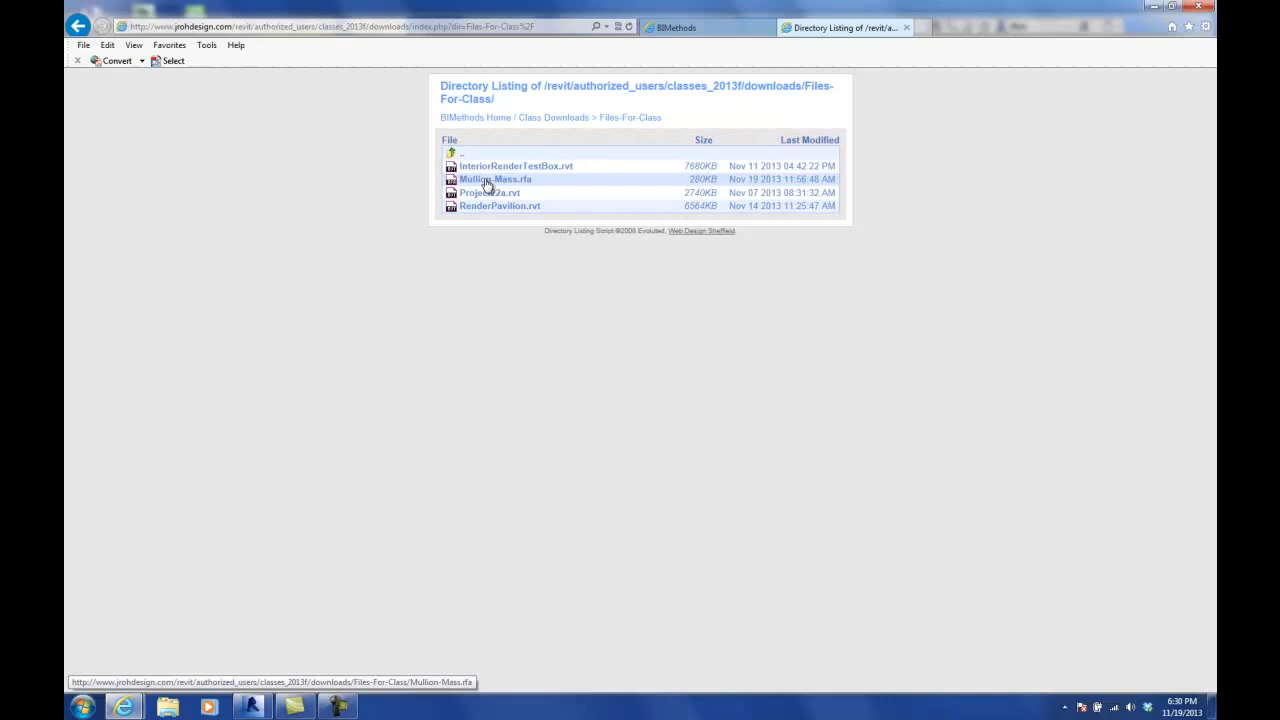 http://www.jrohdesign.com/revit/authorized_users/classes_2013f/downloads/index.php?dir=Files-For-Class%2F
BIMethods
Directory Listing of /revit/a...
File Edit View Favorites Tools Help
x Convert Select
Directory Listing of /revit/authorized_users/classes_2013f/downloads/Files-
For-Class/
BIMethods Home / Class Downloads > Files-For-Class
File Size Last Modified
..
InteriorRenderTestBox.rvt 7680KB Nov 11 2013 04:42:22 PM
Mullion-Mass.rfa 280KB Nov 19 2013 11:56:48 AM
Project22a.rvt 2740KB Nov 07 2013 08:31:32 AM
RenderPavilion.rvt 6564KB Nov 14 2013 11:25:47 AM
Directory Listing Script ©2008 Evoluted, Web Design Sheffield.
http://www.jrohdesign.com/revit/authorized_users/classes_2013f/downloads/Files-For-Class/Mullion-Mass.rfa
6:30 PM
11/19/2013